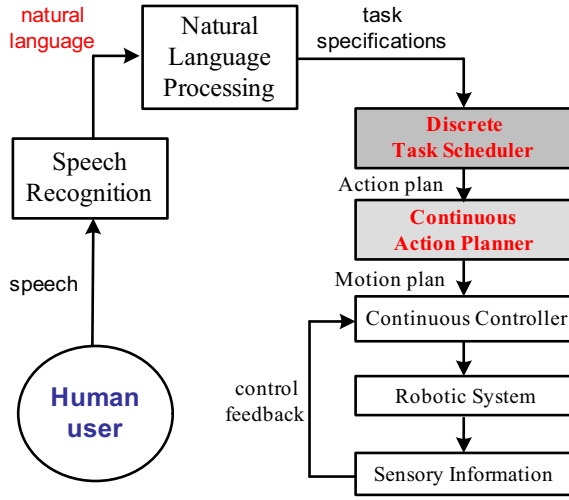 natural
language
Natural
Language
Processing
task
specifications
Speech
Recognition
speech
Human
user
Discrete
Task Scheduler
Action plan
Continuous
Action Planner
Motion plan
Continuous Controller
control
feedback
Robotic System
Sensory Information